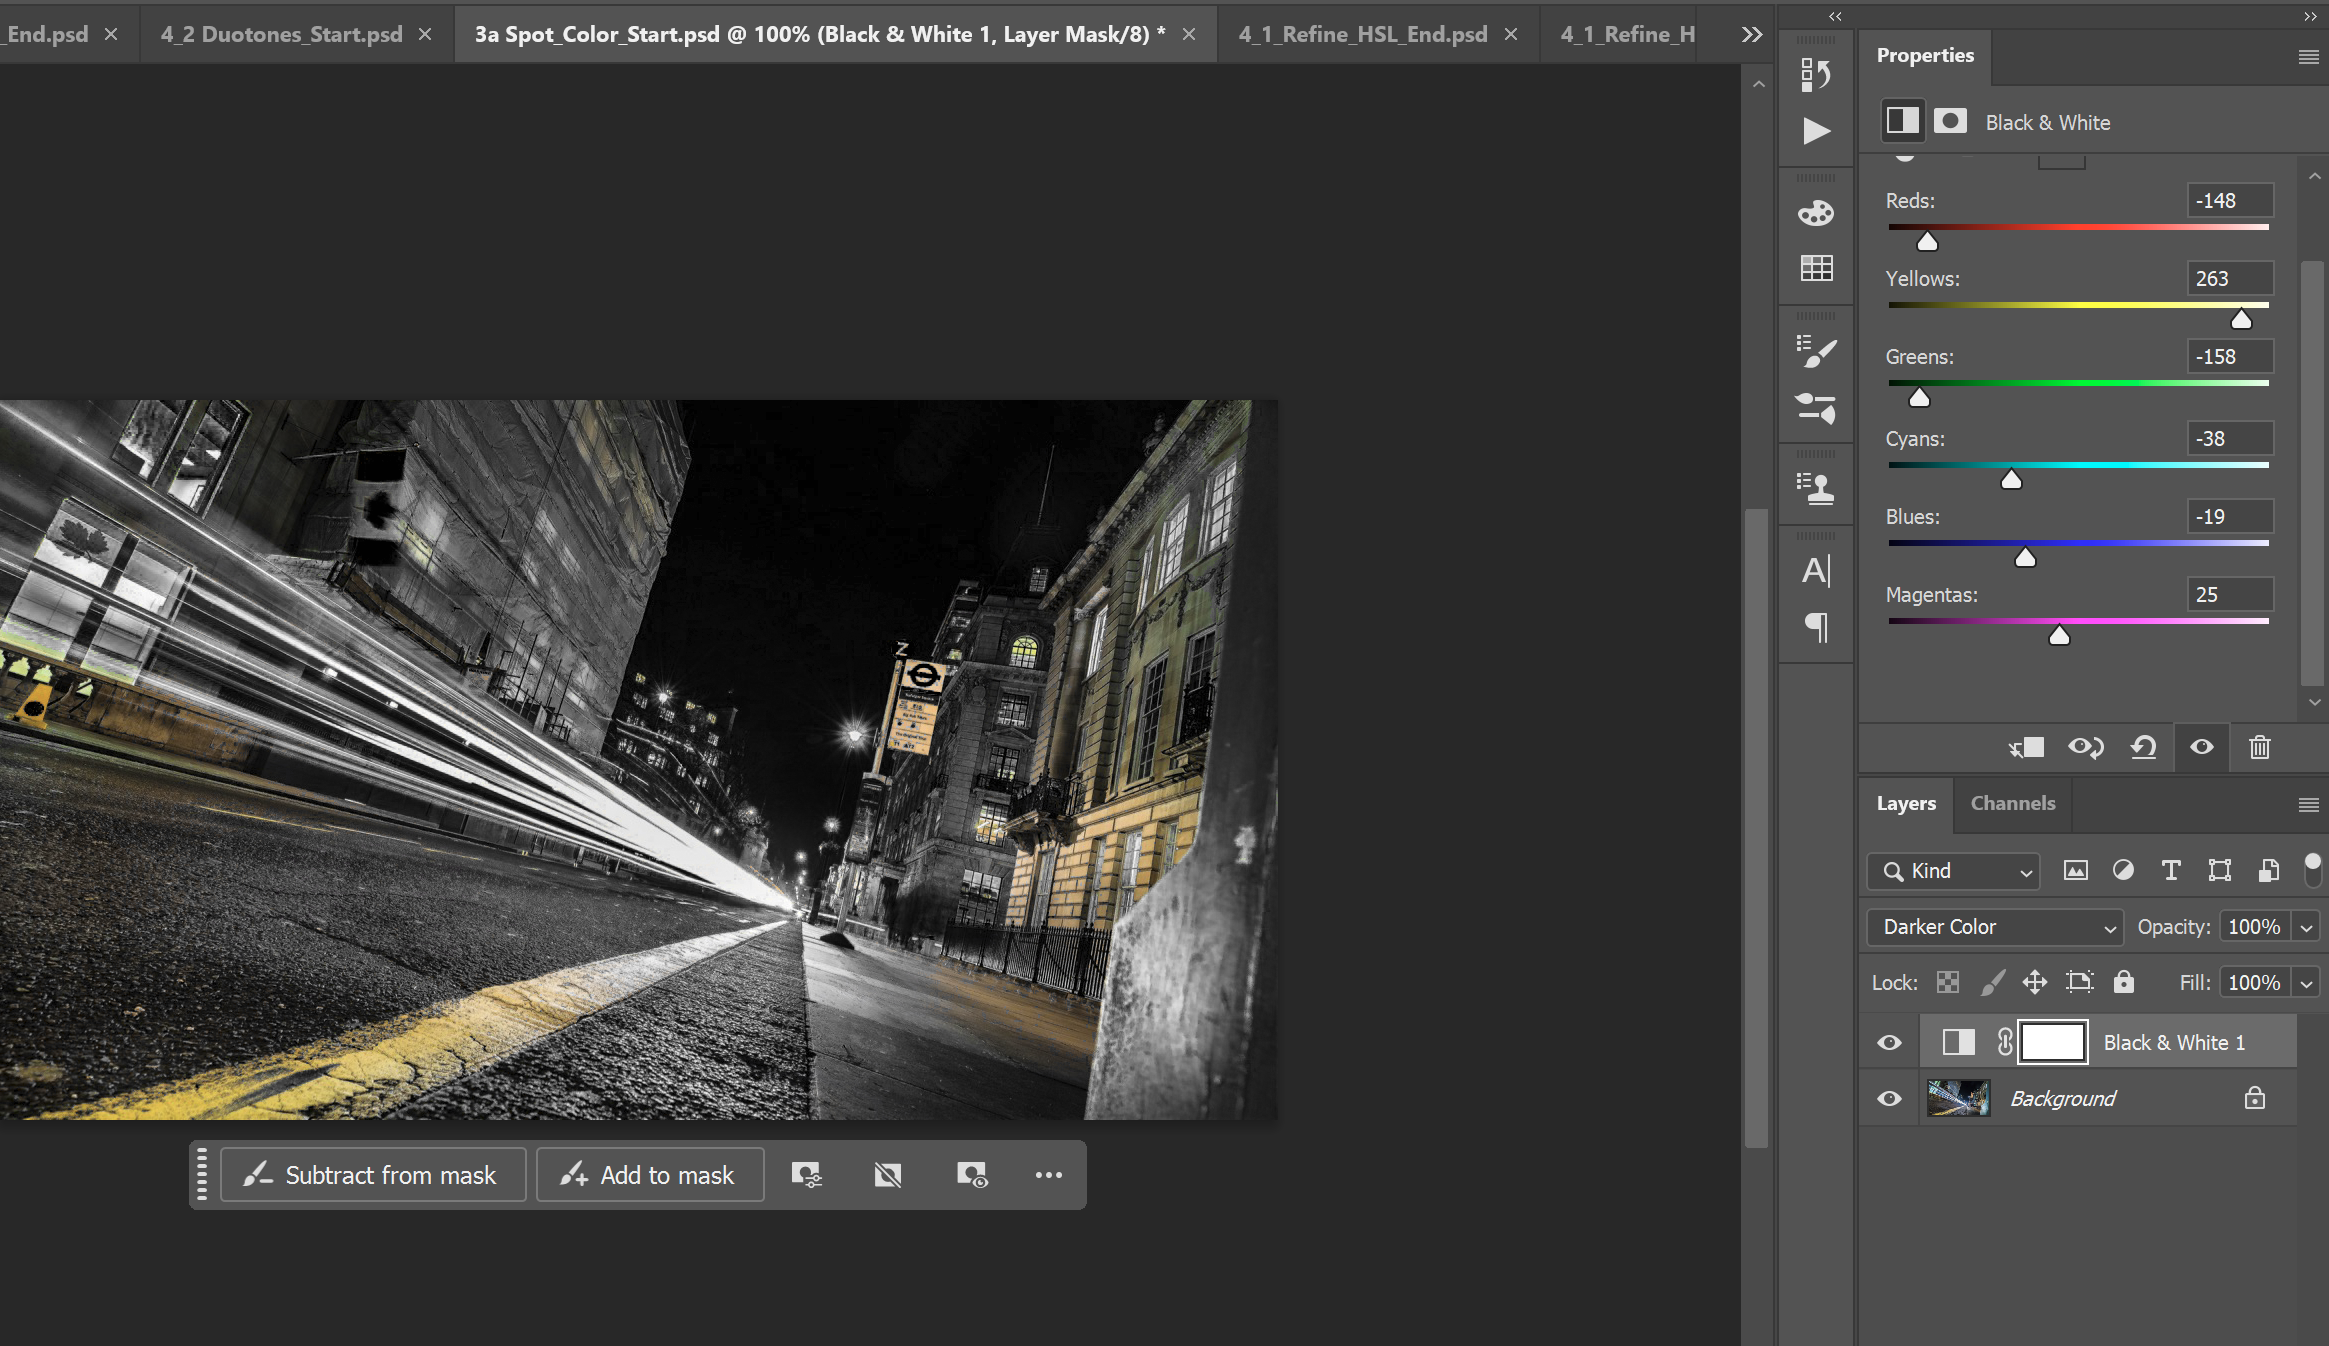 _End.psd
4_2 Duotones_Start.psd
3a Spot_Color_Start.psd @ 100% (Black & White 1, Layer Mask/8) *
4_1_Refine_HSL_End.psd
4_1_Refine_H
Properties
Black & White
Reds:
-148
Yellows:
263
Greens:
-158
Cyans:
-38
Blues:
-19
Magentas:
25
Layers
Channels
Kind
Darker Color
Opacity: 100%
Lock:
Fill: 100%
Black & White 1
Background
Z
Subtract from mask
Add to mask